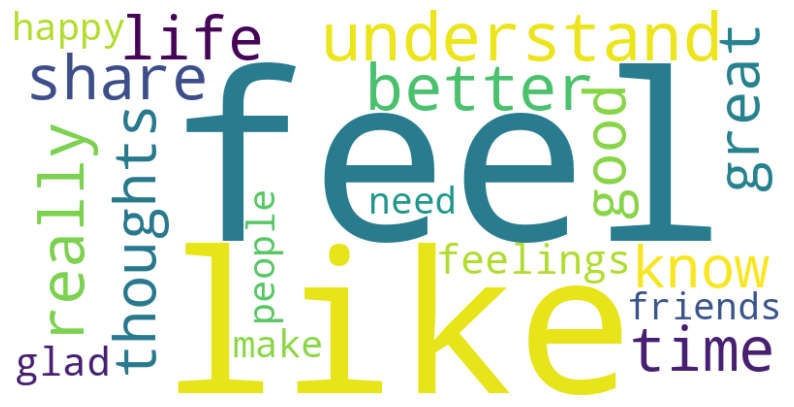 happy
life
understand
great
share
better
feel
good
really
thoughts
people
need
like
feelings
know
friends
make
time
glad